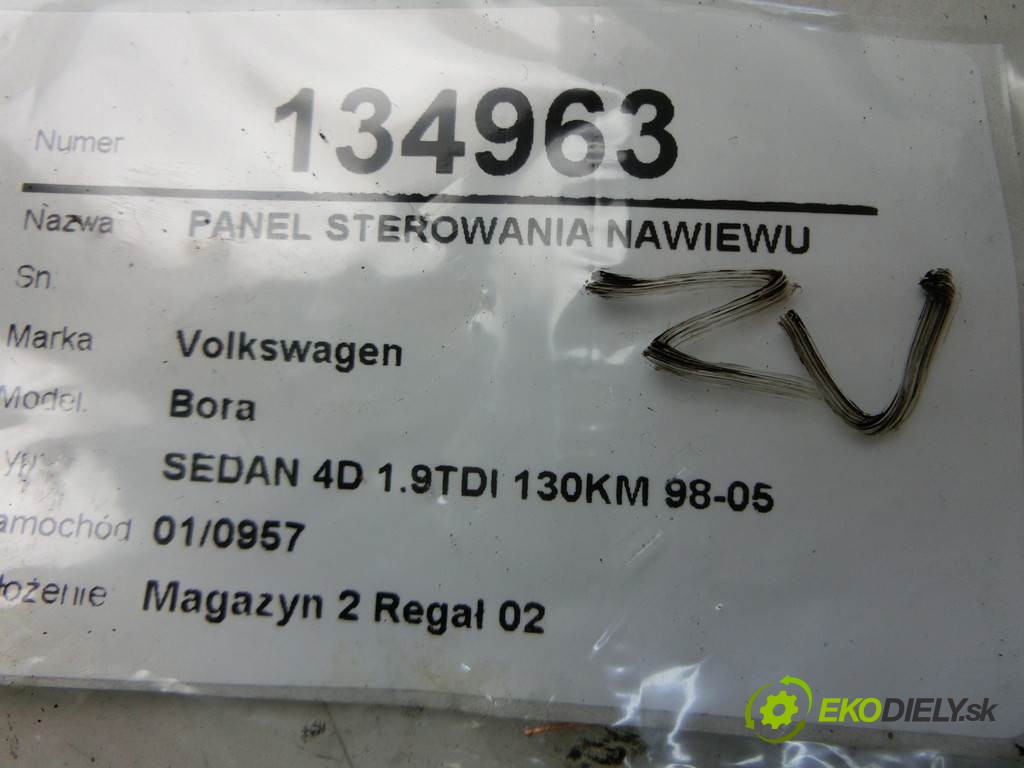 Numer 134963
Nazwa PANEL STEROWANIA NAWIEWU
Sn.
ZU
Marka Volkswagen
Model. Bora
SEDAN 4D 1.9TDI 130KM 98-05
amochód 01/0957
łożenie Magazyn 2 Regał 02
EKODIELY.sk